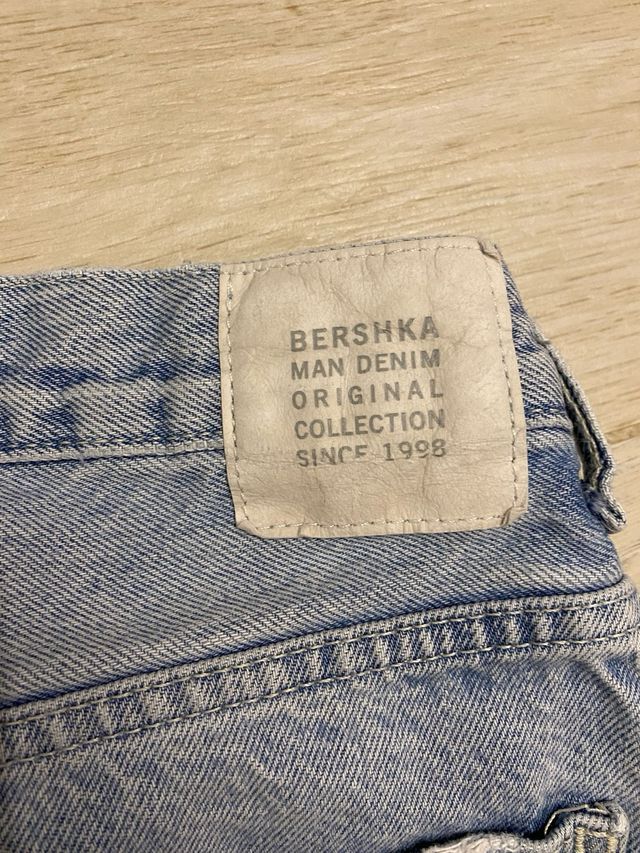 BERSHKA
MAN DENIM
ORIGINAL
COLLECTION
SINCE 1998